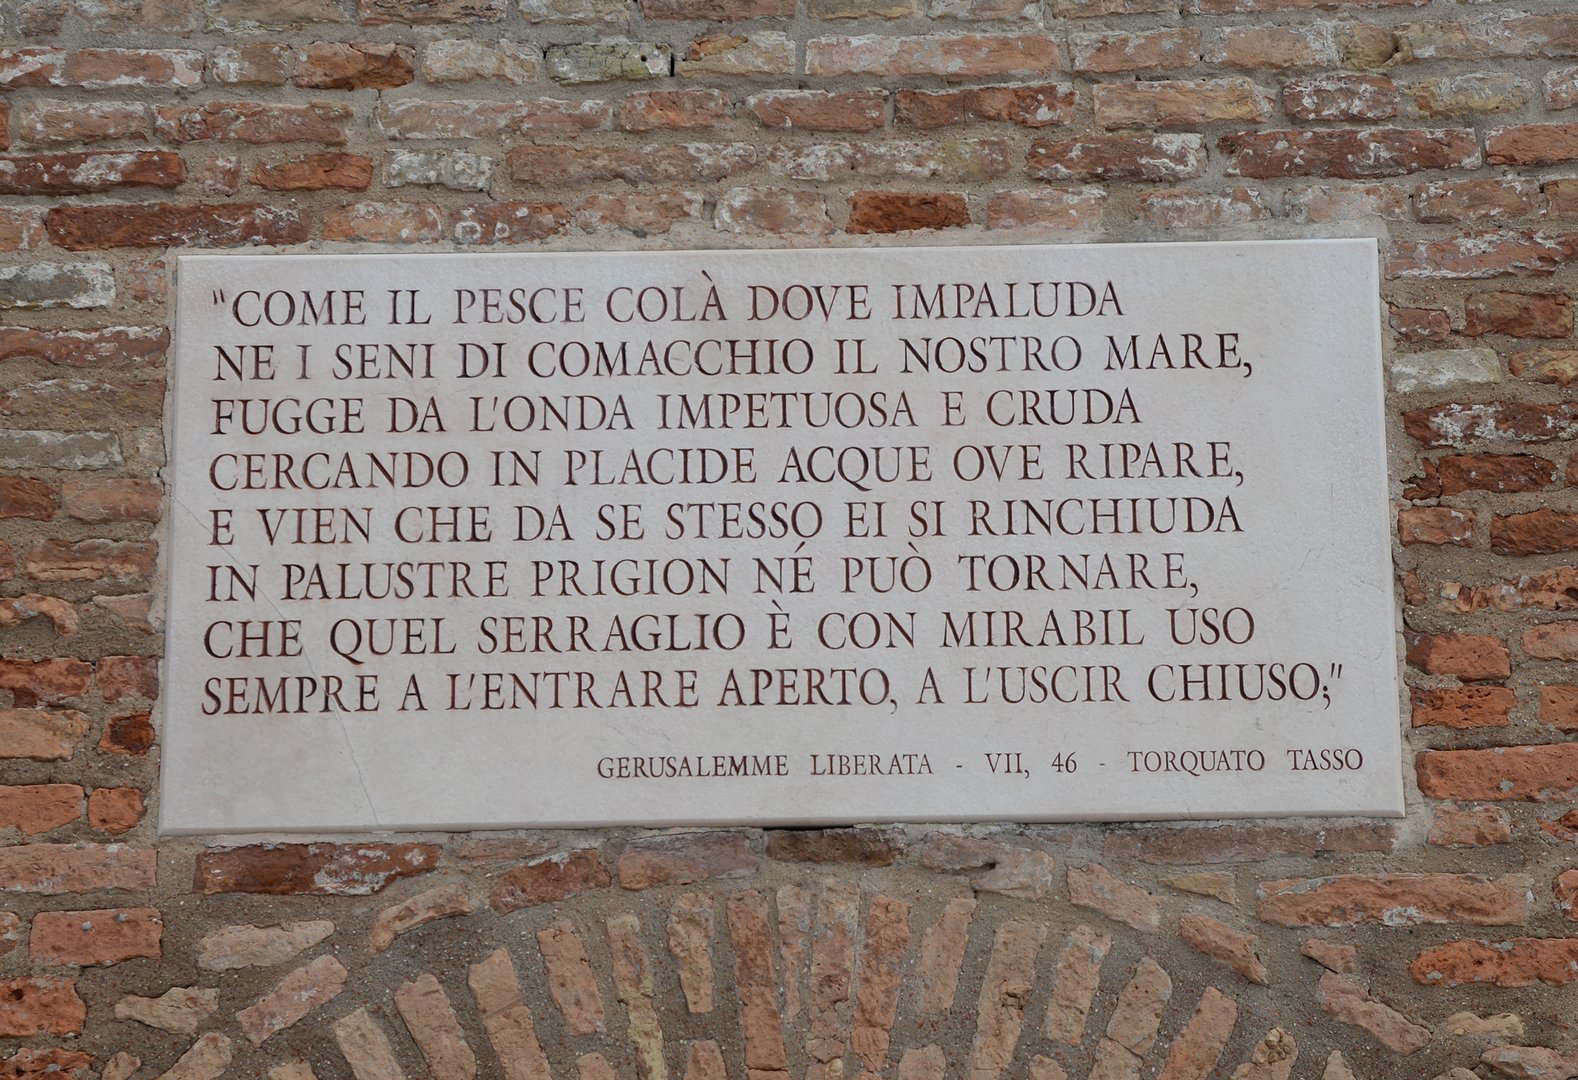 "COME IL PESCE COLÀ DOVE IMPALUDA
NE I SENI DI COMACCHIO IL NOSTRO MARE,
FUGGE DA L'ONDA IMPETUOSA E CRUDA
CERCANDO IN PLACIDE ACQUE OVE RIPARE,
E VIEN CHE DA SE STESSO EI SI RINCHIUDA
IN PALUSTRE PRIGION NÉ PUÒ TORNARE,
CHE QUEL SERRAGLIO È CON MIRABIL USO
SEMPRE A L'ENTRARE APERTO, A L'USCIR CHIUSO;"
GERUSALEMME LIBERATA - VII, 46 - TORQUATO TASSO